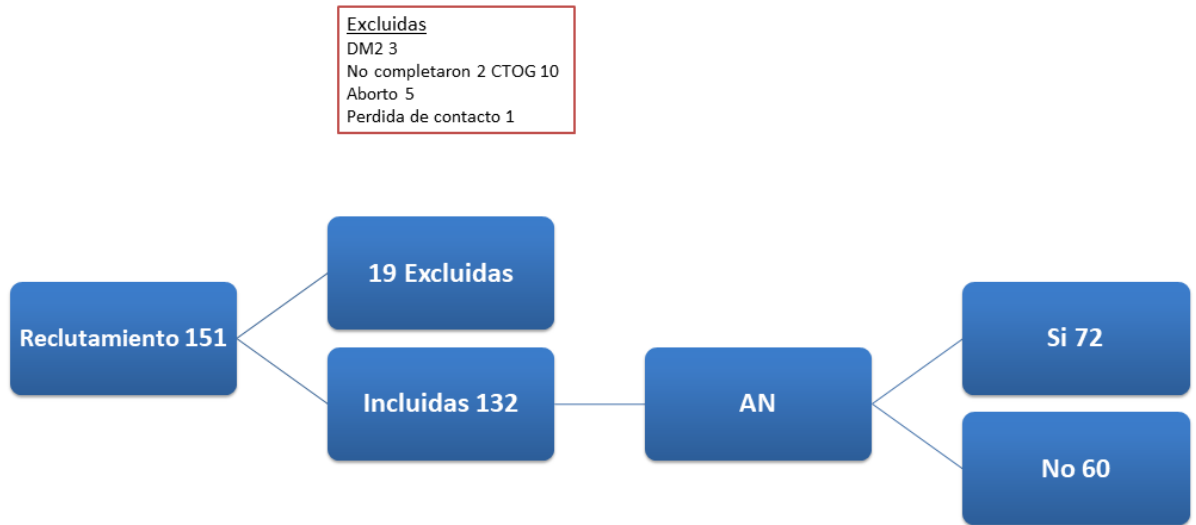 Excluidas
DM2 3
No completaron 2 CTOG 10
Aborto 5
Perdida de contacto 1
19 Excluidas
Reclutamiento 151
Incluidas 132
AN
Si 72
No 60